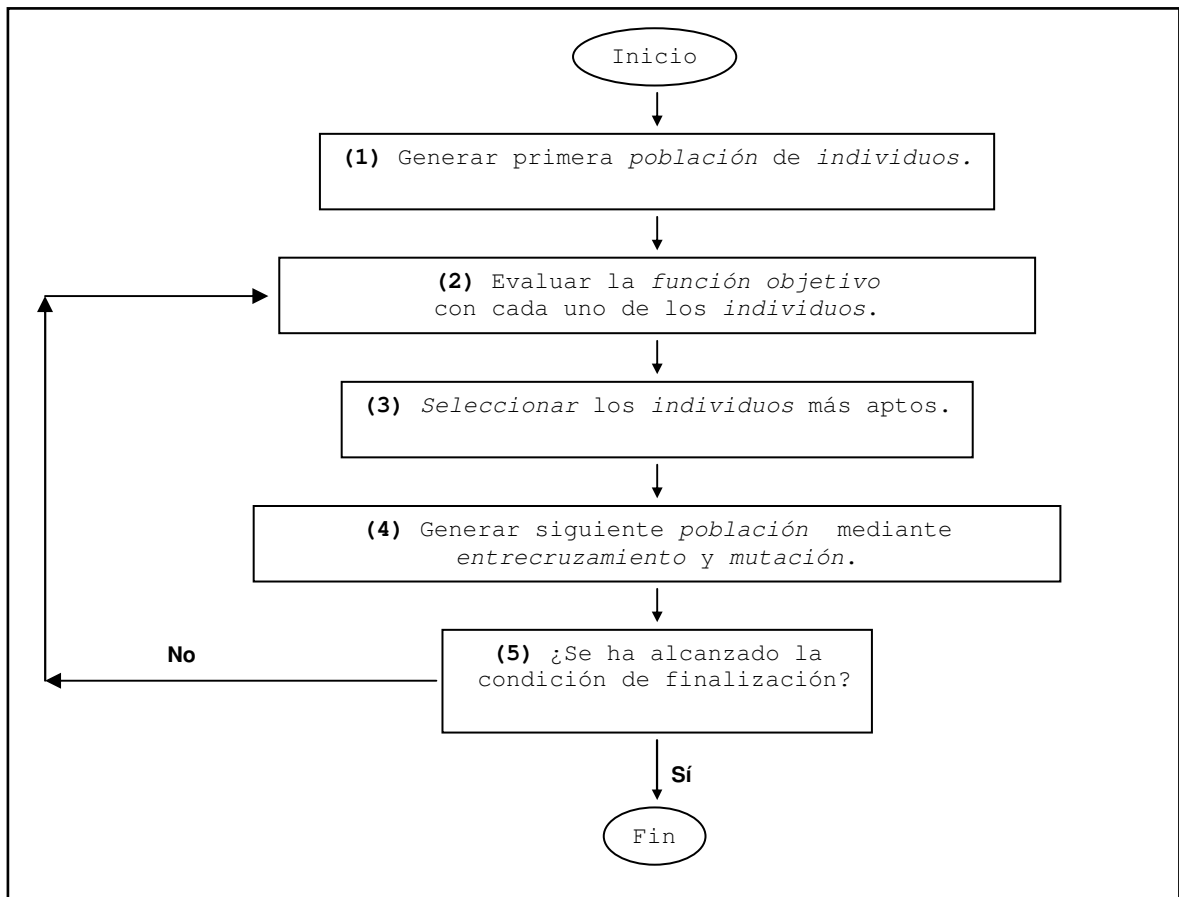 Inicio
(1) Generar primera población de individuos.
(2) Evaluar la función objetivo
con cada uno de los individuos.
(3) Seleccionar los individuos más aptos.
(4) Generar siguiente población mediante
entrecruzamiento y mutación.
(5) ¿Se ha alcanzado la
condición de finalización?
No
Sí
Fin